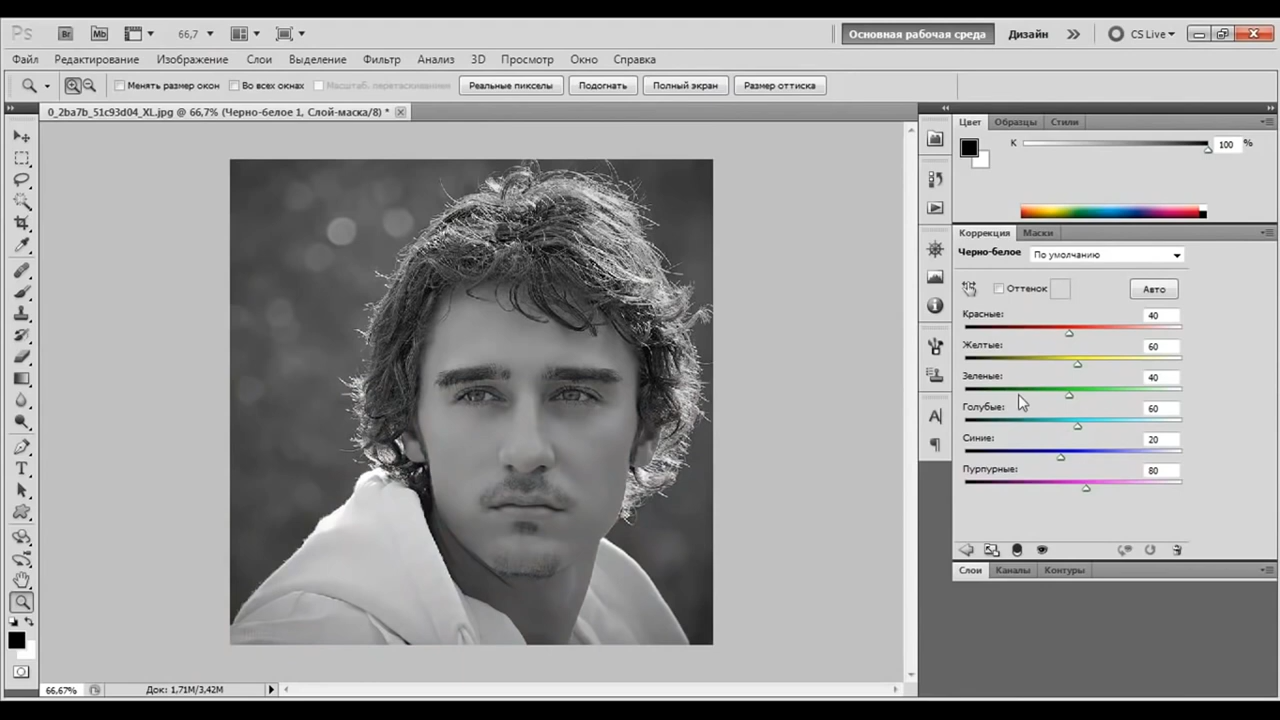 Ps Br Mb 66,7 Основная рабочая среда Дизайн CS Live
Файл Редактирование Изображение Слои Выделение Фильтр Анализ 3D Просмотр Окно Справка
Менять размер окон Во всех окнах Масштаб. перетаскиванием Реальные пикселы Подогнать Полный экран Размер оттиска
0_2ba7b_51c93d04_XL.jpg @ 66,7% (Черно-белое 1, Слой-маска/8) *
Цвет Образцы Стили
K 100 %
Коррекция Маски
Черно-белое По умолчанию
Оттенок Авто
Красные: 40
Желтые: 60
Зеленые: 40
Голубые: 60
Синие: 20
Пурпурные: 80
Слои Каналы Контуры
66,67% Док: 1,71M/3,42M